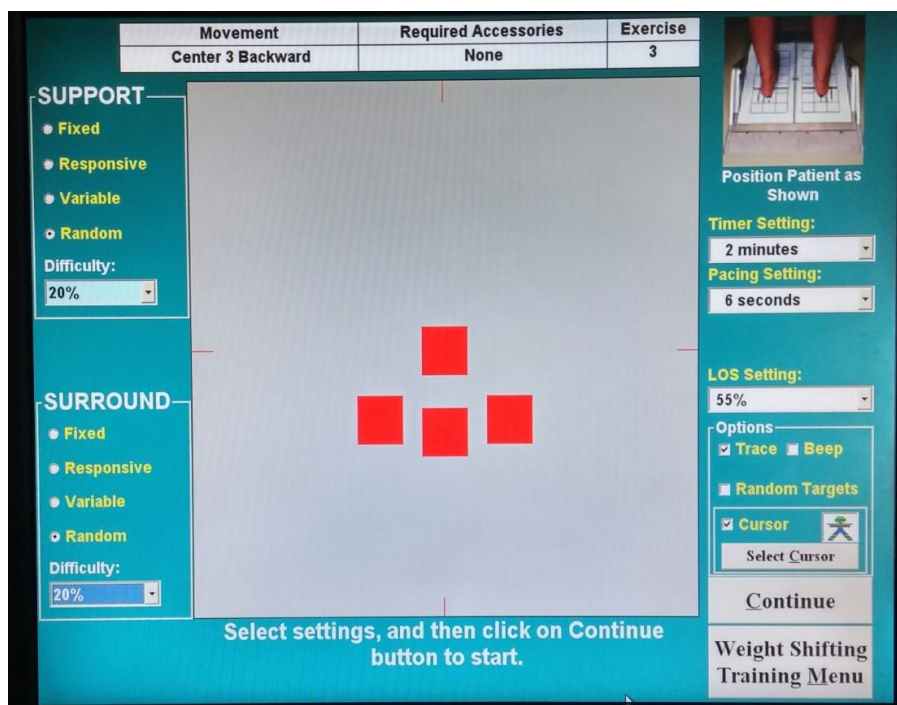 Movement Required Accessories Exercise
Center 3 Backward None 3
SUPPORT
Fixed
Responsive
Variable
Random
Difficulty:
20%
SURROUND
Fixed
Responsive
Variable
Random
Difficulty:
20%
Select settings, and then click on Continue
button to start.
Position Patient as
Shown
Timer Setting:
2 minutes
Pacing Setting:
6 seconds
LOS Setting:
55%
Options
Trace Beep
Random Targets
Cursor
Select Cursor
Continue
Weight Shifting
Training Menu